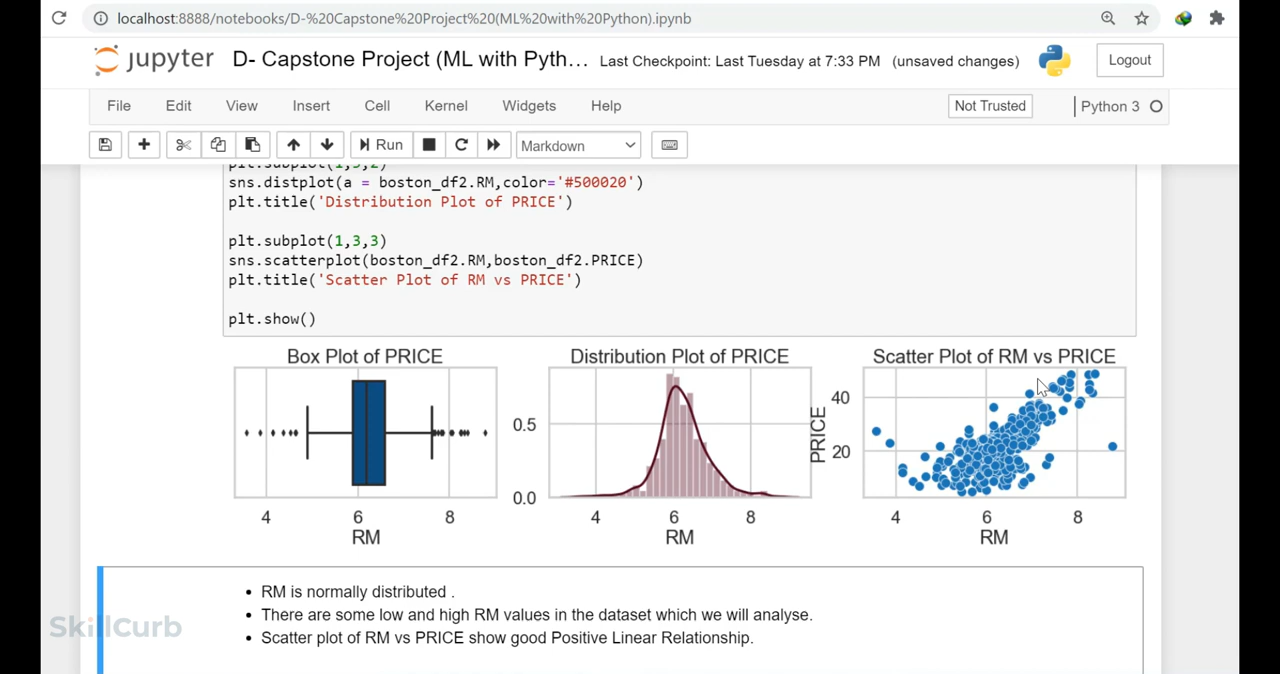 localhost:8888/notebooks/D-%20Capstone%20Project%20(ML%20with%20Python).ipynb
jupyter D- Capstone Project (ML with Pyth... Last Checkpoint: Last Tuesday at 7:33 PM (unsaved changes) Logout
File Edit View Insert Cell Kernel Widgets Help Not Trusted Python 3
Run Markdown
plt.subplot(1,3,2)
sns.distplot(a = boston_df2.RM,color='#500020')
plt.title('Distribution Plot of PRICE')
plt.subplot(1,3,3)
sns.scatterplot(boston_df2.RM,boston_df2.PRICE)
plt.title('Scatter Plot of RM vs PRICE')
plt.show()
Box Plot of PRICE
4 6 8
RM
Distribution Plot of PRICE
0.5
0.0
4 6 8
RM
Scatter Plot of RM vs PRICE
PRICE
40
20
4 6 8
RM
• RM is normally distributed .
• There are some low and high RM values in the dataset which we will analyse.
• Scatter plot of RM vs PRICE show good Positive Linear Relationship.
SkillCurb